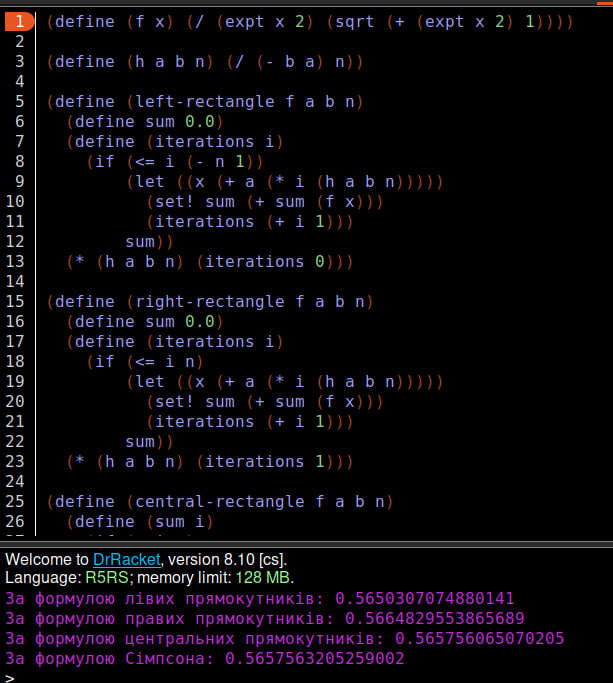 1 (define (f x) (/ (expt x 2) (sqrt (+ (expt x 2) 1))))
2
3 (define (h a b n) (/ (- b a) n))
4
5 (define (left-rectangle f a b n)
6   (define sum 0.0)
7   (define (iterations i)
8     (if (<= i (- n 1))
9         (let ((x (+ a (* i (h a b n)))))
10           (set! sum (+ sum (f x)))
11           (iterations (+ i 1)))
12         sum))
13   (* (h a b n) (iterations 0)))
14
15 (define (right-rectangle f a b n)
16   (define sum 0.0)
17   (define (iterations i)
18     (if (<= i n)
19         (let ((x (+ a (* i (h a b n)))))
20           (set! sum (+ sum (f x)))
21           (iterations (+ i 1)))
22         sum))
23   (* (h a b n) (iterations 1)))
24
25 (define (central-rectangle f a b n)
26   (define (sum i)
Welcome to DrRacket, version 8.10 [cs].
Language: R5RS; memory limit: 128 MB.
За формулою лівих прямокутників: 0.5650307074880141
За формулою правих прямокутників: 0.5664829553865689
За формулою центральних прямокутників: 0.565756065070205
За формулою Сімпсона: 0.5657563205259002
>